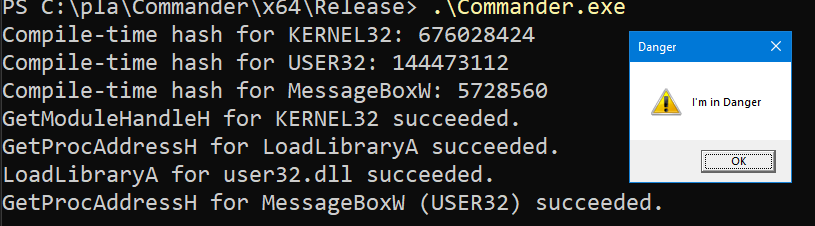 PS C:\pla\Commander\x64\Release> .\Commander.exe
Compile-time hash for KERNEL32: 676028424
Compile-time hash for USER32: 144473112
Compile-time hash for MessageBoxW: 5728560
GetModuleHandleH for KERNEL32 succeeded.
GetProcAddressH for LoadLibraryA succeeded.
LoadLibraryA for user32.dll succeeded.
GetProcAddressH for MessageBoxW (USER32) succeeded.
Danger
I'm in Danger
OK